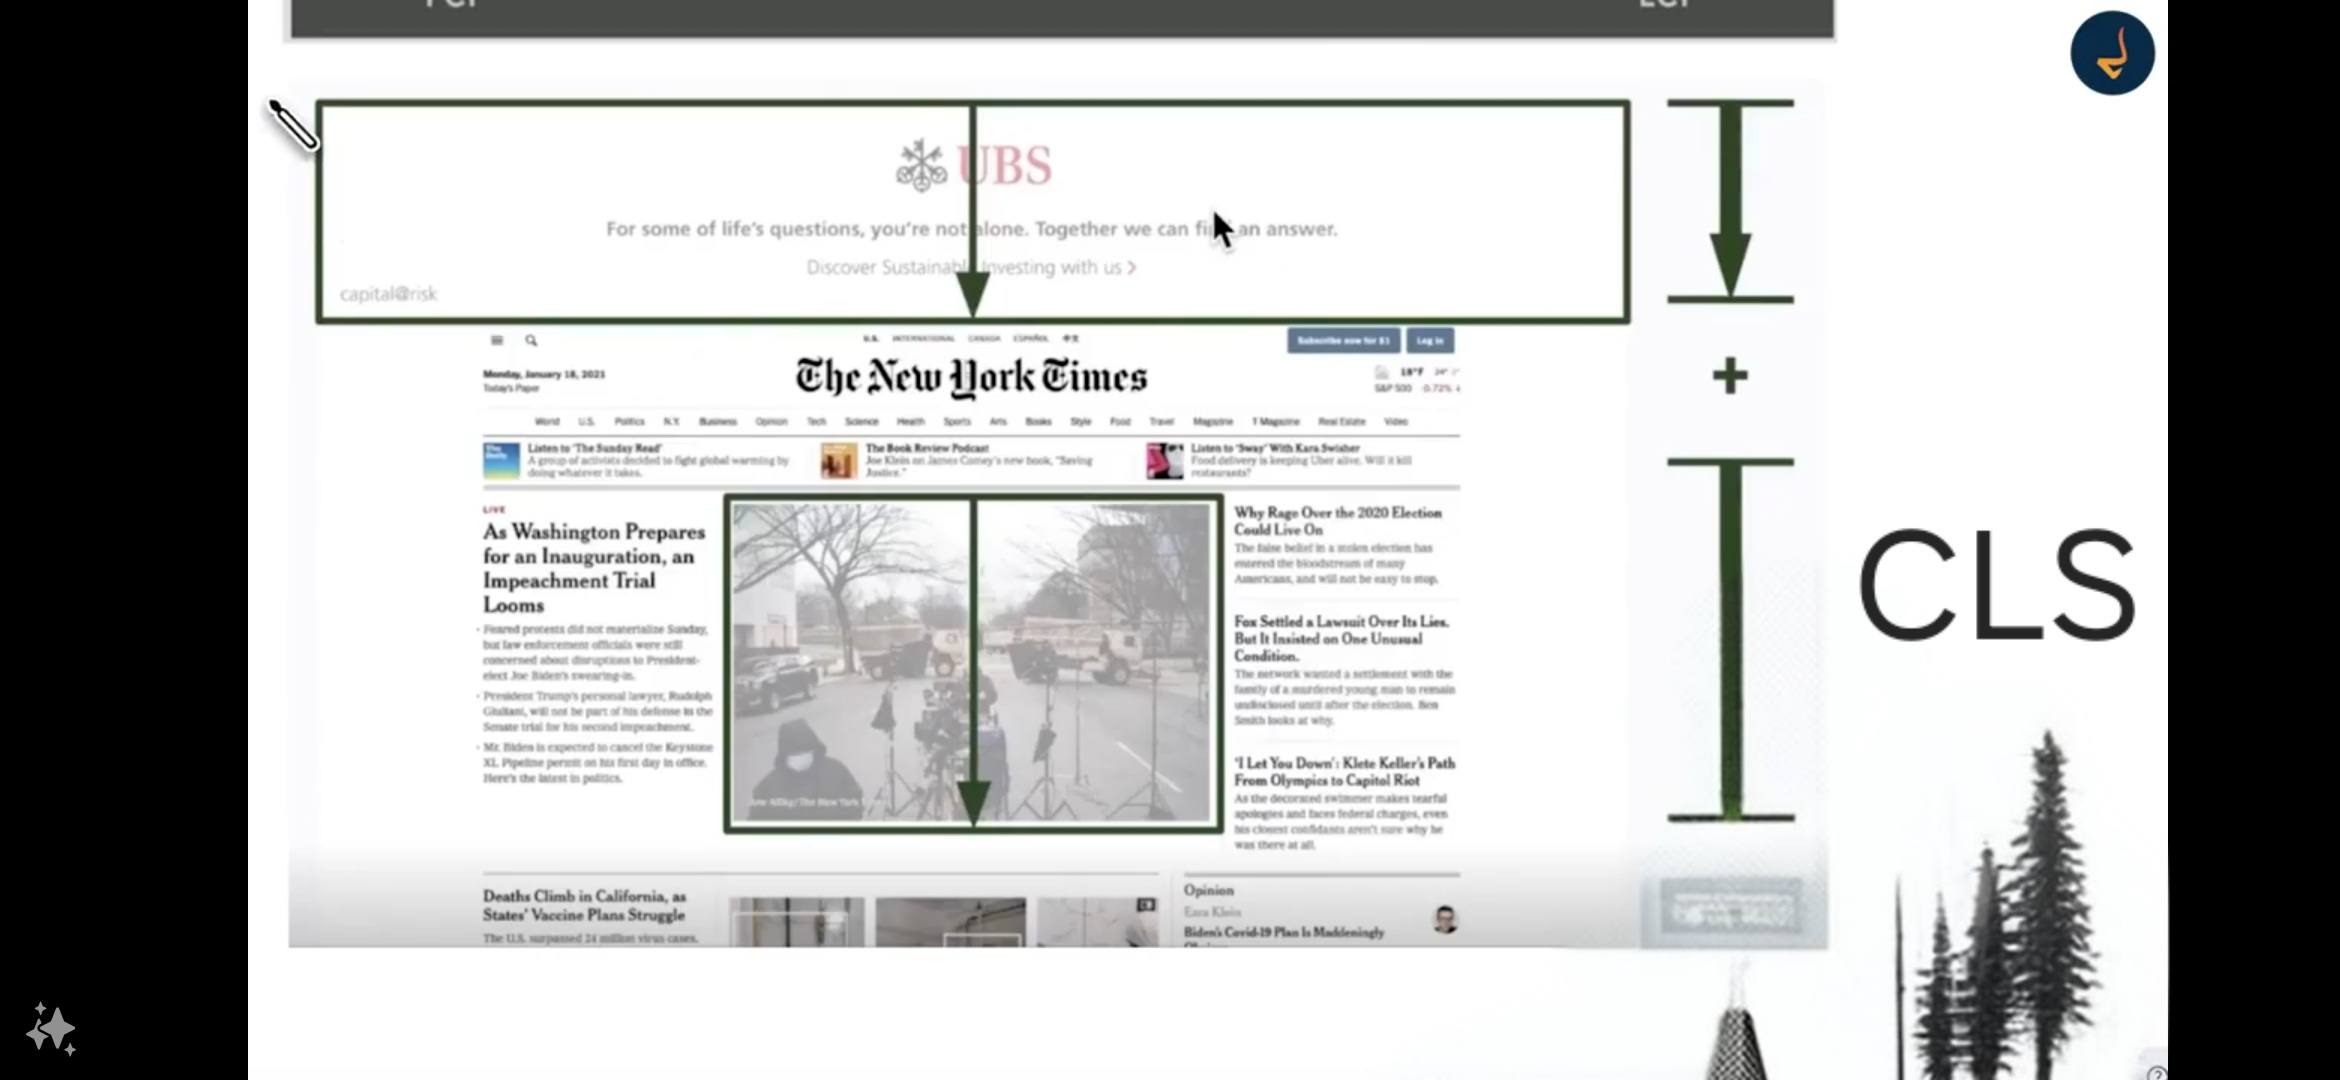 UBS
For some of life's questions, you're not alone. Together we can find an answer.
Discover Sustainable Investing with us >
capital@risk
U.S. INTERNATIONAL CANADA ESPAÑOL 中文
Subscribe now for $1 Log in
The New York Times
Monday, January 18, 2021
Today's Paper
18°F
S&P 500 -0.72%
World U.S. Politics N.Y. Business Opinion Tech Science Health Sports Arts Books Style Food Travel Magazine T Magazine Real Estate Video
Listen to 'The Sunday Read'
A group of activists decided to fight global warming by
doing whatever it takes.
The Book Review Podcast
Joe Klein on James Comey's new book, "Saving
Justice."
Listen to 'Sway' With Kara Swisher
Food delivery is keeping Uber alive. Will it kill
restaurants?
LIVE
As Washington Prepares
for an Inauguration, an
Impeachment Trial
Looms
• Feared protests did not materialize Sunday,
but law enforcement officials were still
concerned about disruptions to President-
elect Joe Biden's swearing-in.
• President Trump's personal lawyer, Rudolph
Giuliani, will not be part of his defense in the
Senate trial for his second impeachment.
• Mr. Biden is expected to cancel the Keystone
XL Pipeline permit on his first day in office.
Here's the latest in politics.
The New York
Why Rage Over the 2020 Election
Could Live On
The false belief in a stolen election has
entered the bloodstream of many
Americans, and will not be easy to stop.
Fox Settled a Lawsuit Over Its Lies.
But It Insisted on One Unusual
Condition.
The network wanted a settlement with the
family of a murdered young man to remain
undisclosed until after the election. Ben
Smith looks at why.
'I Let You Down': Klete Keller's Path
From Olympics to Capitol Riot
As the decorated swimmer makes tearful
apologies and faces federal charges, even
his closest confidants aren't sure why he
was there at all.
Deaths Climb in California, as
States' Vaccine Plans Struggle
The U.S. surpassed 24 million virus cases.
Opinion
Ezra Klein
Biden's Covid-19 Plan Is Maddeningly
+
CLS